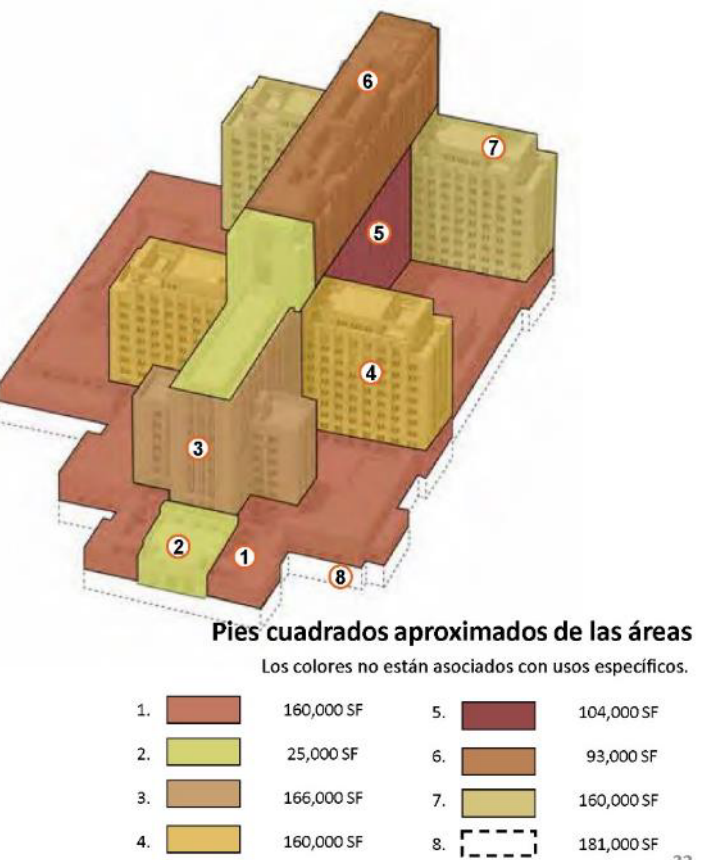 6
7
5
4
3
2
1
8
Pies cuadrados aproximados de las áreas
Los colores no están asociados con usos específicos.
1. 160,000 SF
2. 25,000 SF
3. 166,000 SF
4. 160,000 SF
5. 104,000 SF
6. 93,000 SF
7. 160,000 SF
8. 181,000 SF